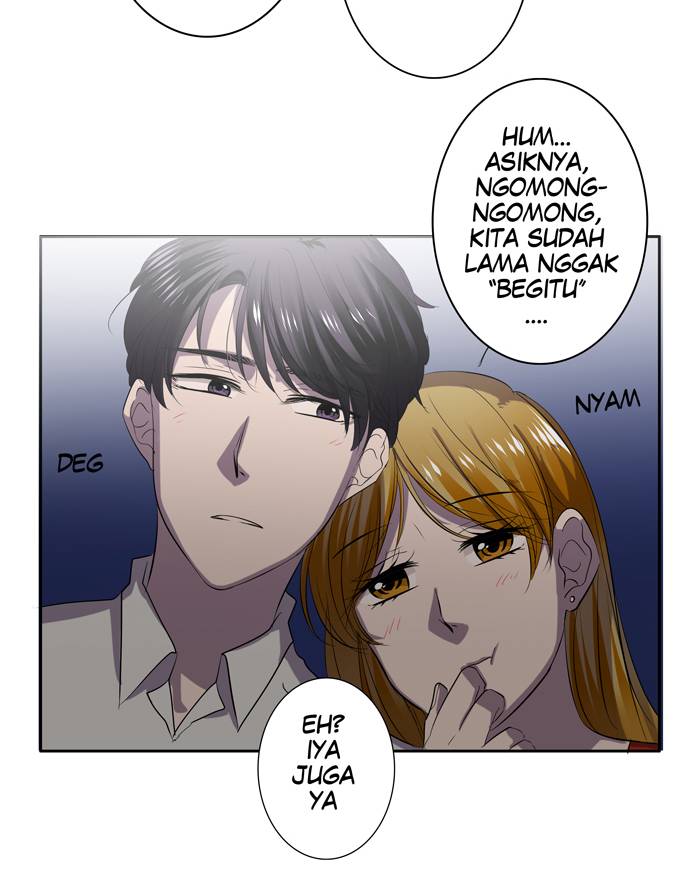 HUM...
ASIKNYA,
NGOMONG-
NGOMONG,
KITA SUDAH
LAMA NGGAK
"BEGITU"
....
NYAM
DEG
EH?
IYA
JUGA
YA